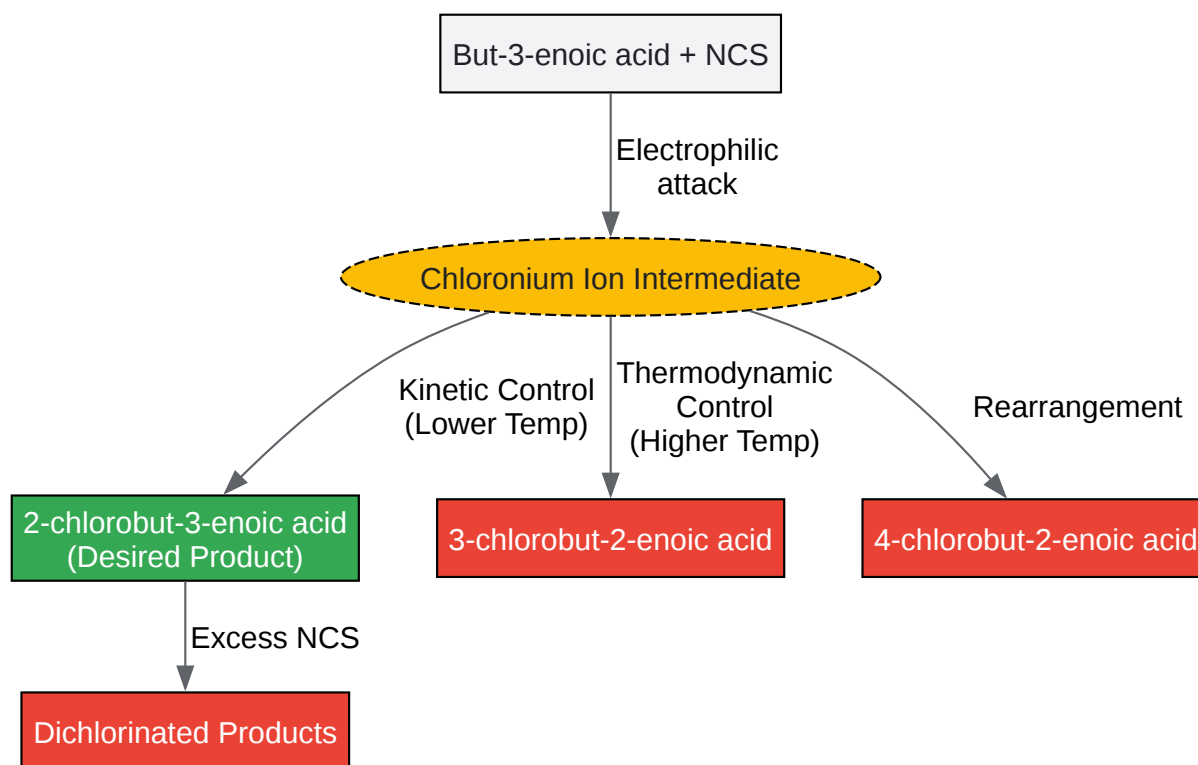 But-3-enoic acid + NCS
Electrophilic
attack
Chloronium Ion Intermediate
Kinetic Control
(Lower Temp)
Thermodynamic
Control
(Higher Temp)
Rearrangement
2-chlorobut-3-enoic acid
(Desired Product)
3-chlorobut-2-enoic acid
4-chlorobut-2-enoic acid
Excess NCS
Dichlorinated Products